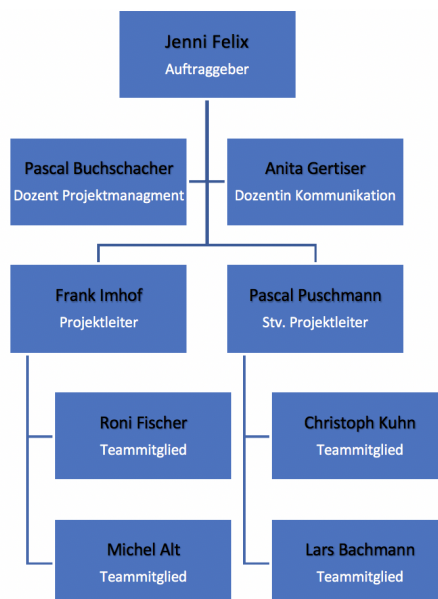 Jenni Felix
Auftraggeber
Pascal Buchschacher
Dozent Projektmanagment
Anita Gertiser
Dozentin Kommunikation
Frank Imhof
Projektleiter
Pascal Puschmann
Stv. Projektleiter
Roni Fischer
Teammitglied
Christoph Kuhn
Teammitglied
Michel Alt
Teammitglied
Lars Bachmann
Teammitglied